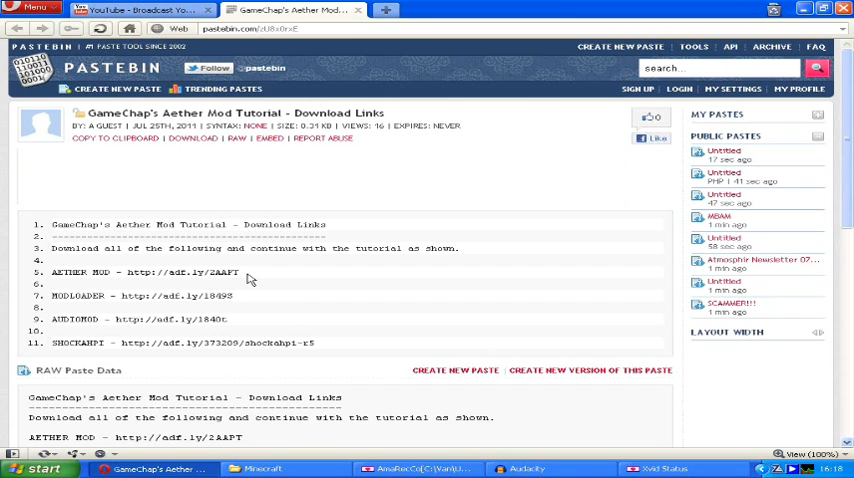 Menu
YouTube - Broadcast Yo...
GameChap's Aether Mod...
Web
pastebin.com/zU8x0rxE
PASTEBIN | #1 PASTE TOOL SINCE 2002
CREATE NEW PASTE | TOOLS | API | ARCHIVE | FAQ
PASTEBIN
Follow @pastebin
search...
CREATE NEW PASTE TRENDING PASTES
SIGN UP | LOGIN | MY SETTINGS | MY PROFILE
GameChap's Aether Mod Tutorial - Download Links
BY: A GUEST | JUL 25TH, 2011 | SYNTAX: NONE | SIZE: 0.31 KB | VIEWS: 16 | EXPIRES: NEVER
COPY TO CLIPBOARD | DOWNLOAD | RAW | EMBED | REPORT ABUSE
0
Like
MY PASTES
PUBLIC PASTES
Untitled
17 sec ago
Untitled
PHP | 41 sec ago
Untitled
47 sec ago
MBAM
1 min ago
Untitled
58 sec ago
Atmosphir Newsletter 07...
1 min ago
Untitled
1 min ago
SCAMMER!!!
1 min ago
LAYOUT WIDTH
1. GameChap's Aether Mod Tutorial - Download Links
2. -----------------------------------------------
3. Download all of the following and continue with the tutorial as shown.
4.
5. AETHER MOD - http://adf.ly/2AAPT
6.
7. MODLOADER - http://adf.ly/1849S
8.
9. AUDIOMOD - http://adf.ly/1840t
10.
11. SHOCKAHPI - http://adf.ly/373209/shockahpi-r5
RAW Paste Data
CREATE NEW PASTE | CREATE NEW VERSION OF THIS PASTE
GameChap's Aether Mod Tutorial - Download Links
-----------------------------------------------
Download all of the following and continue with the tutorial as shown.
AETHER MOD - http://adf.ly/2AAPT
View (100%)
start
GameChap's Aether ...
Minecraft
AmaRecCo[C:\Van\U...
Audacity
Xvid Status
16:18